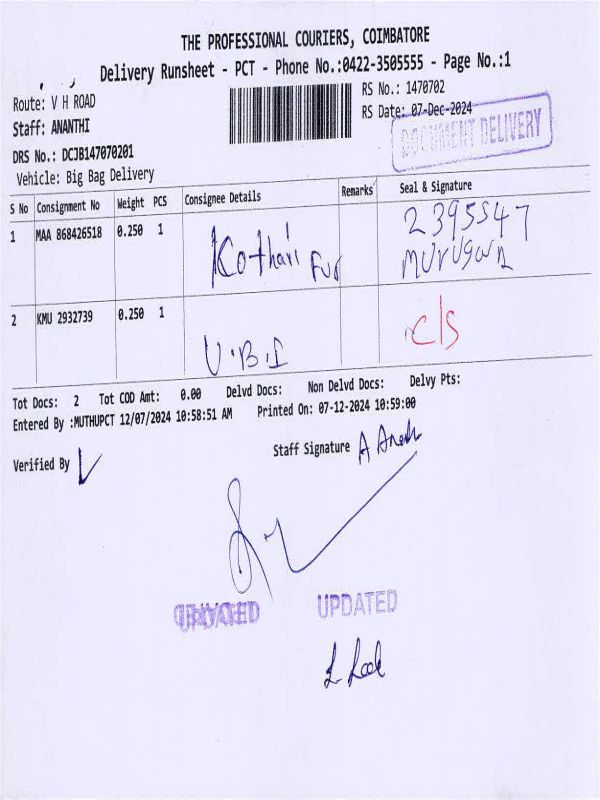 THE PROFESSIONAL COURIERS, COIMBATORE
Delivery Runsheet - PCT - Phone No.:0422-3505555 - Page No.:1
Route: V H ROAD
RS No.: 1470702
Staff: ANANTHI
RS Date: 07-Dec-2024
DOCUMENT DELIVERY
DRS No.: DCJB147070201
Vehicle: Big Bag Delivery
S No Consignment No Weight PCS Consignee Details Remarks Seal & Signature
1 MAA 868426518 0.250 1 Kothari Fur 2395547
Murugan
2 KMU 2932739 0.250 1 U.B.I c/s
Tot Docs: 2 Tot COD Amt: 0.00 Delvd Docs: Non Delvd Docs: Delvy Pts:
Entered By :MUTHUPCT 12/07/2024 10:58:51 AM Printed On: 07-12-2024 10:59:00
Verified By
Staff Signature A
UPDATED